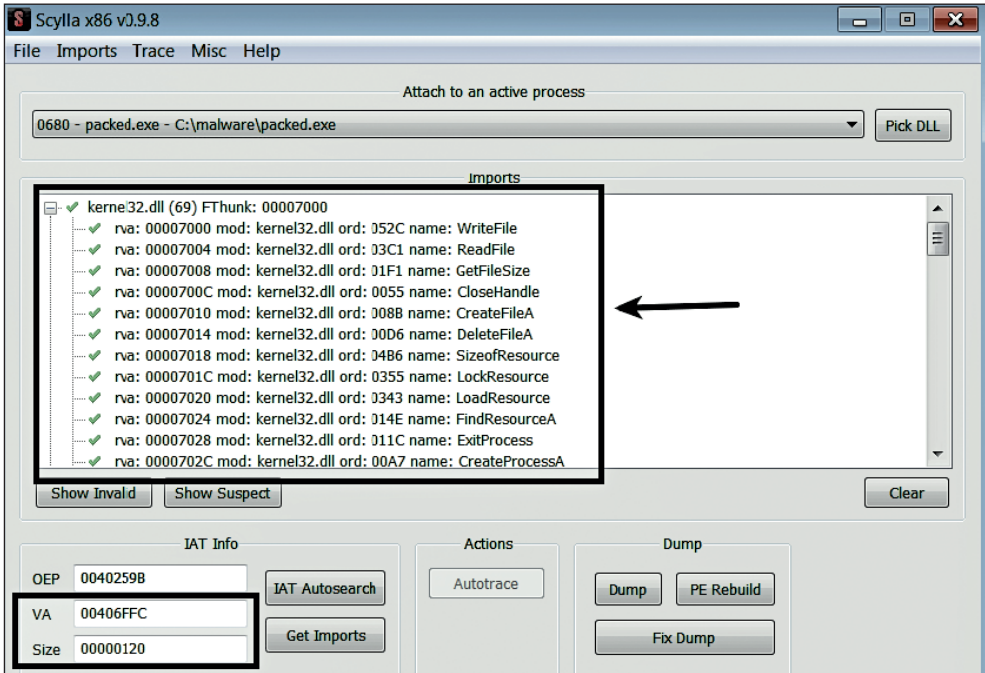 Scylla x86 v0.9.8
File Imports Trace Misc Help
Attach to an active process
0680 - packed.exe - C:\malware\packed.exe
Pick DLL
Imports
kernel32.dll (69) FThunk: 00007000
rva: 00007000 mod: kernel32.dll ord: 052C name: WriteFile
rva: 00007004 mod: kernel32.dll ord: 03C1 name: ReadFile
rva: 00007008 mod: kernel32.dll ord: 01F1 name: GetFileSize
rva: 0000700C mod: kernel32.dll ord: 0055 name: CloseHandle
rva: 00007010 mod: kernel32.dll ord: 008B name: CreateFileA
rva: 00007014 mod: kernel32.dll ord: 00D6 name: DeleteFileA
rva: 00007018 mod: kernel32.dll ord: 04B6 name: SizeofResource
rva: 0000701C mod: kernel32.dll ord: 0355 name: LockResource
rva: 00007020 mod: kernel32.dll ord: 0343 name: LoadResource
rva: 00007024 mod: kernel32.dll ord: 014E name: FindResourceA
rva: 00007028 mod: kernel32.dll ord: 011C name: ExitProcess
rva: 0000702C mod: kernel32.dll ord: 00A7 name: CreateProcessA
Show Invalid Show Suspect Clear
IAT Info Actions Dump
OEP 0040259B IAT Autosearch Autotrace Dump PE Rebuild
VA 00406FFC
Get Imports Fix Dump
Size 00000120